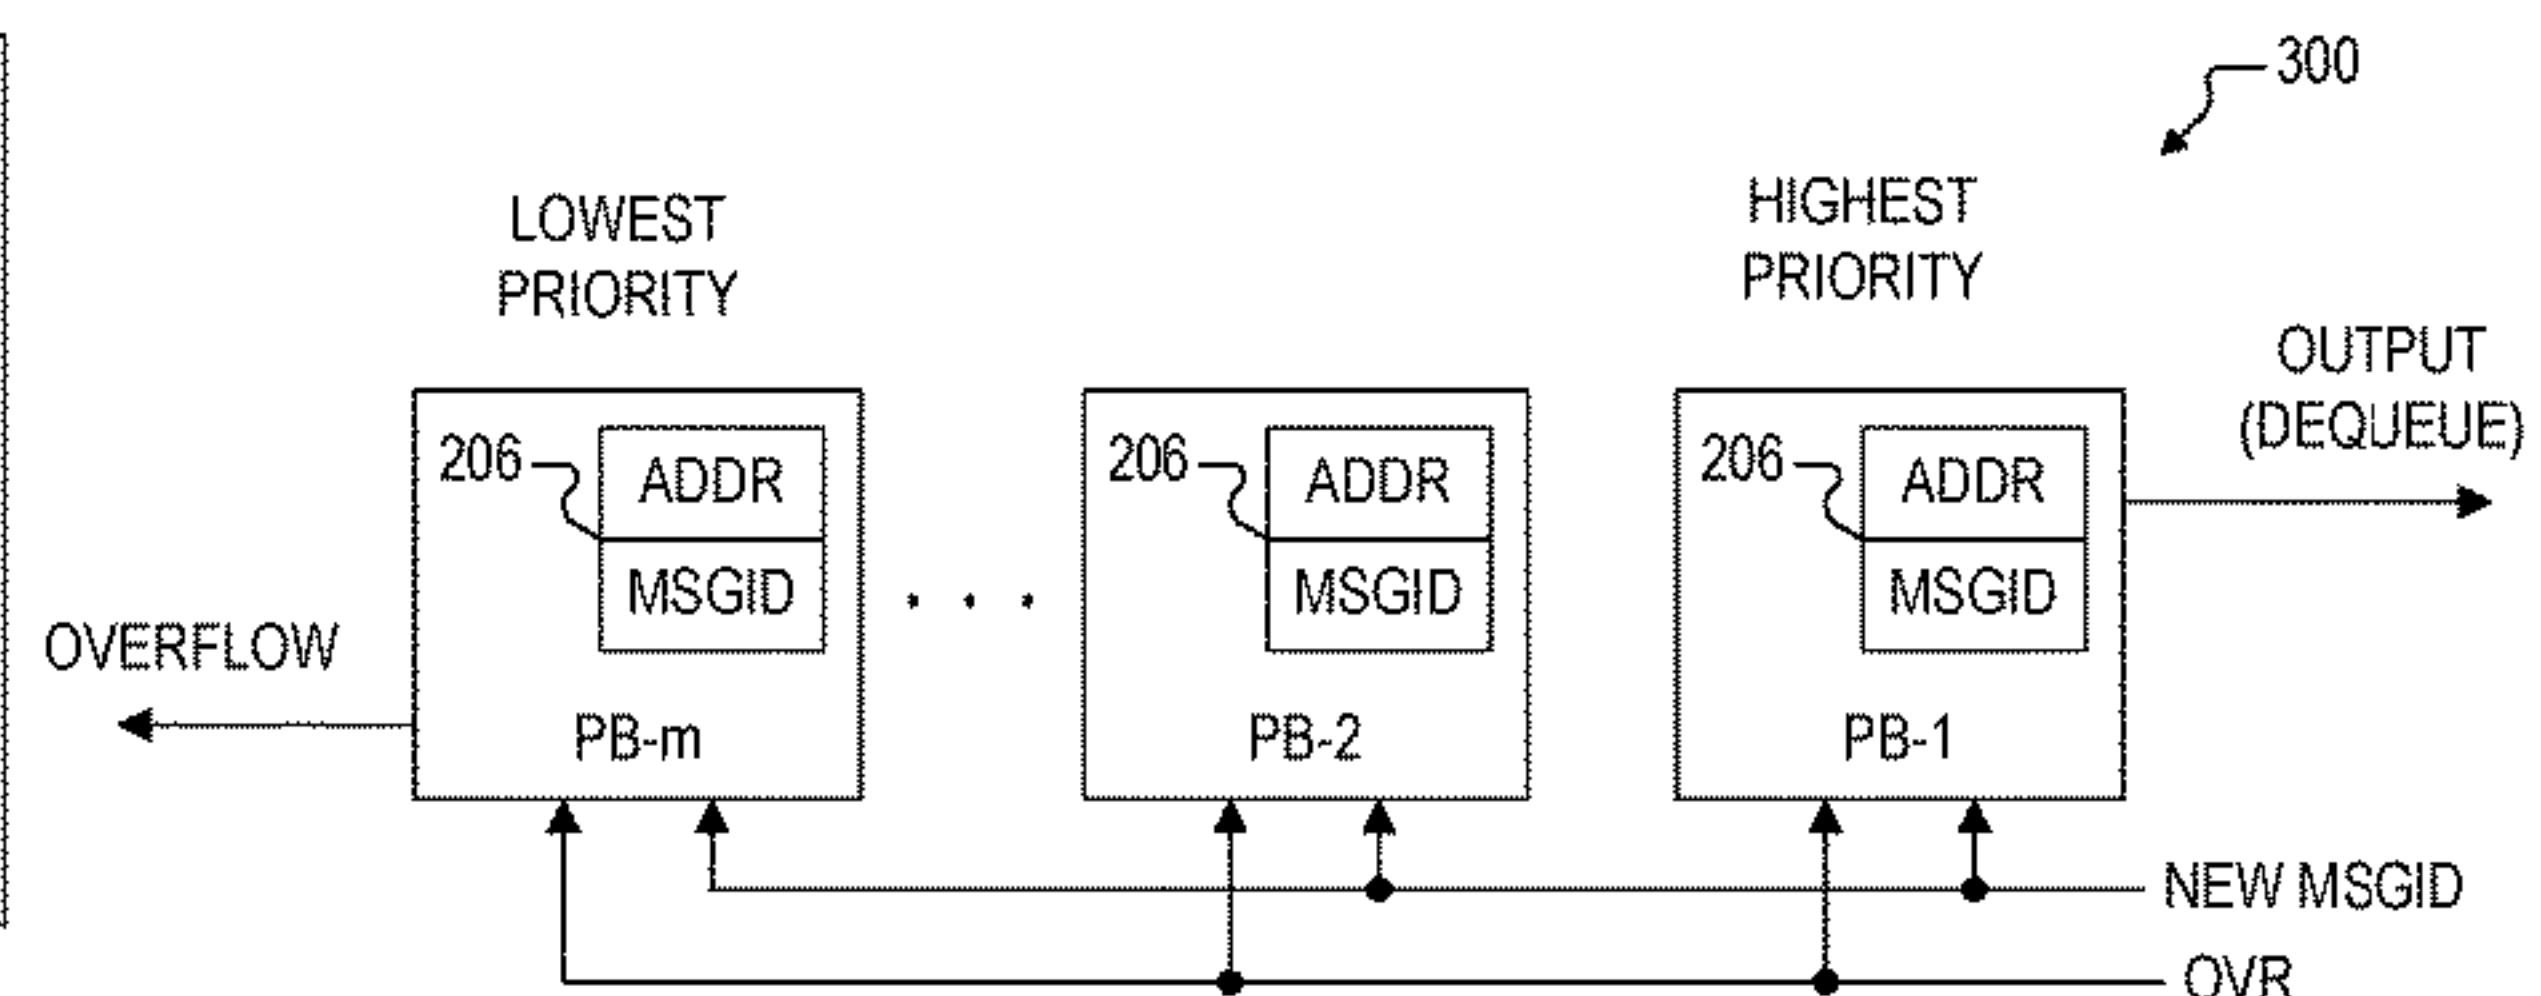 300
LOWEST
PRIORITY
HIGHEST
PRIORITY
OUTPUT
(DEQUEUE)
206
ADDR
MSGID
206
ADDR
MSGID
206
ADDR
MSGID
OVERFLOW
PB-m
PB-2
PB-1
NEW MSGID
OVR